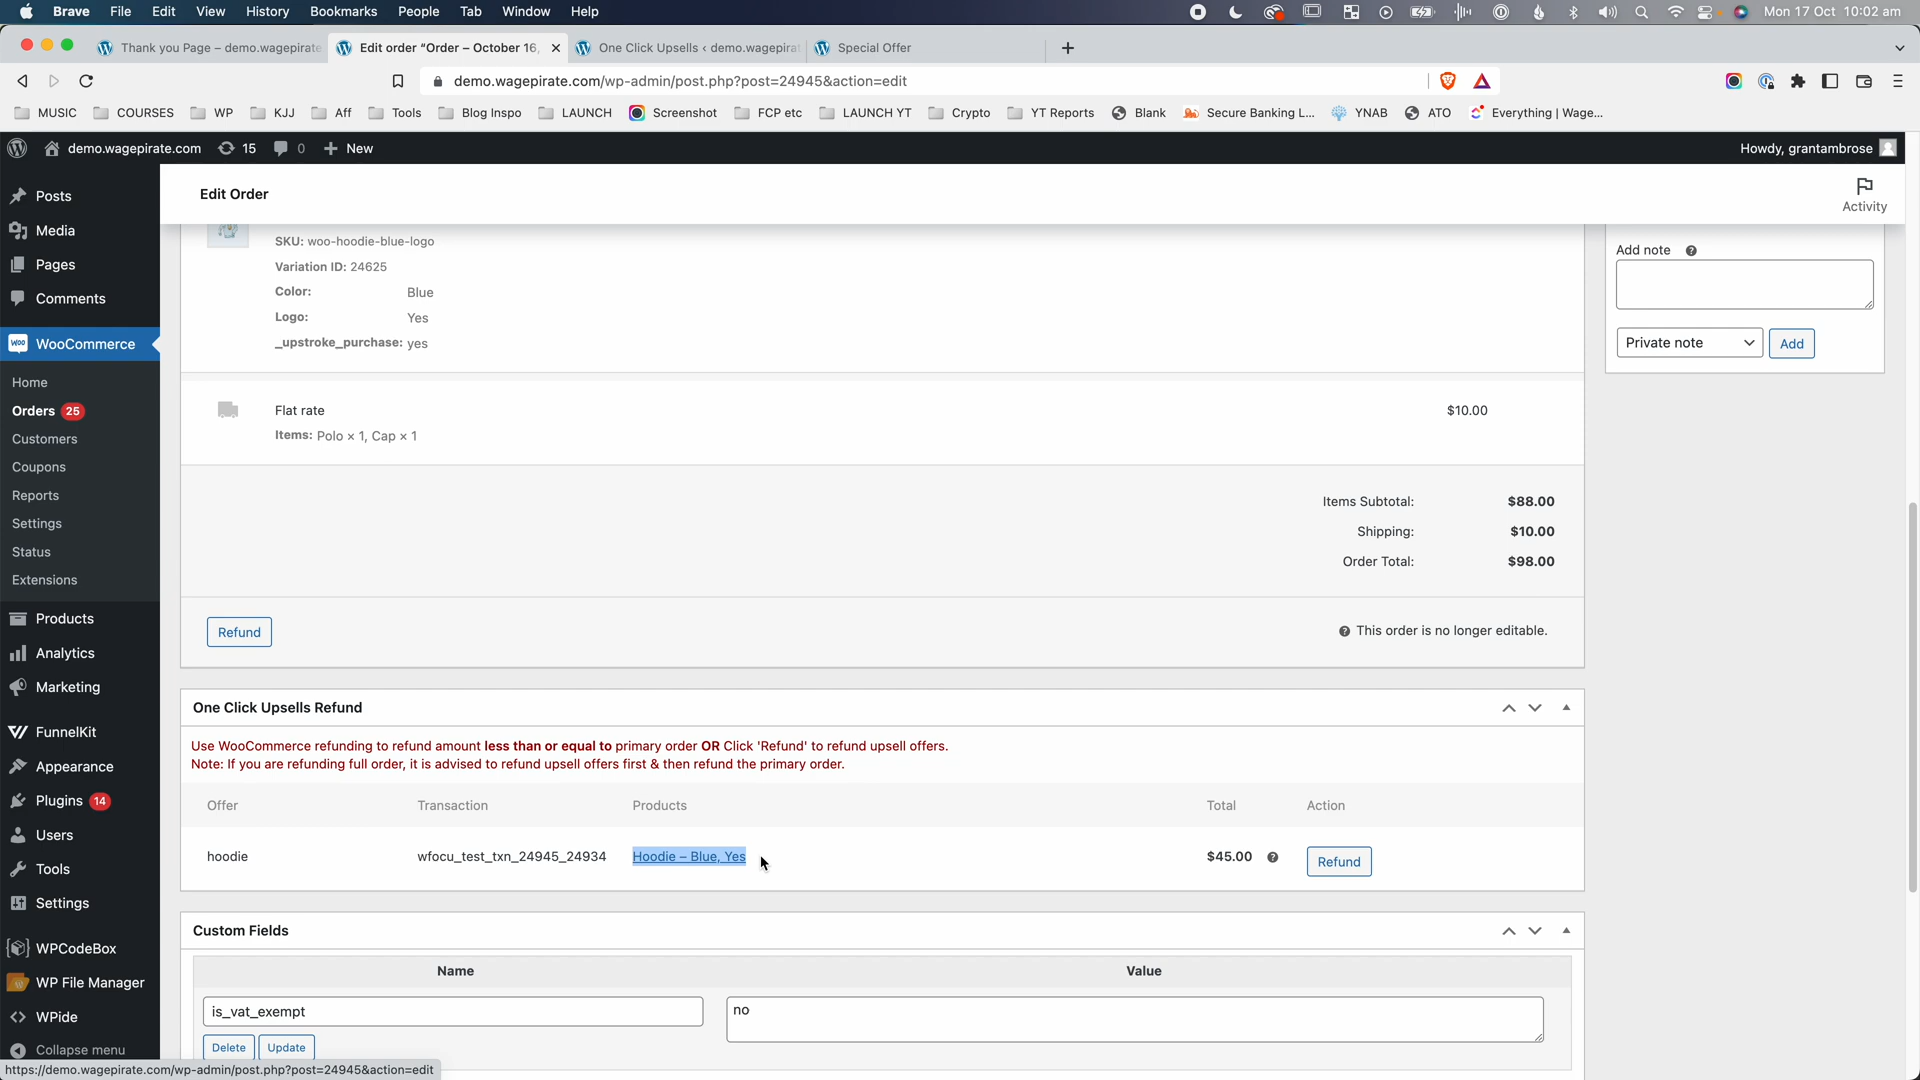 Brave File Edit View History Bookmarks People Tab Window Help Mon 17 Oct 10:02 am
Thank you Page – demo.wagepirate Edit order "Order – October 16, One Click Upsells < demo.wagepira Special Offer
demo.wagepirate.com/wp-admin/post.php?post=24945&action=edit
MUSIC COURSES WP KJJ Aff Tools Blog Inspo LAUNCH Screenshot FCP etc LAUNCH YT Crypto YT Reports Blank Secure Banking L... YNAB ATO Everything | Wage...
demo.wagepirate.com 15 0 New Howdy, grantambrose
Posts
Media
Pages
Comments
WooCommerce
Home
Orders 25
Customers
Coupons
Reports
Settings
Status
Extensions
Products
Analytics
Marketing
FunnelKit
Appearance
Plugins 14
Users
Tools
Settings
WPCodeBox
WP File Manager
WPide
Collapse menu
Edit Order
Activity
SKU: woo-hoodie-blue-logo
Variation ID: 24625
Color: Blue
Logo: Yes
_upstroke_purchase: yes
Add note
Private note Add
Flat rate $10.00
Items: Polo × 1, Cap × 1
Items Subtotal: $88.00
Shipping: $10.00
Order Total: $98.00
Refund This order is no longer editable.
One Click Upsells Refund
Use WooCommerce refunding to refund amount less than or equal to primary order OR Click 'Refund' to refund upsell offers.
Note: If you are refunding full order, it is advised to refund upsell offers first & then refund the primary order.
Offer Transaction Products Total Action
hoodie wfocu_test_txn_24945_24934 Hoodie – Blue, Yes $45.00 Refund
Custom Fields
Name Value
is_vat_exempt no
Delete Update
https://demo.wagepirate.com/wp-admin/post.php?post=24945&action=edit